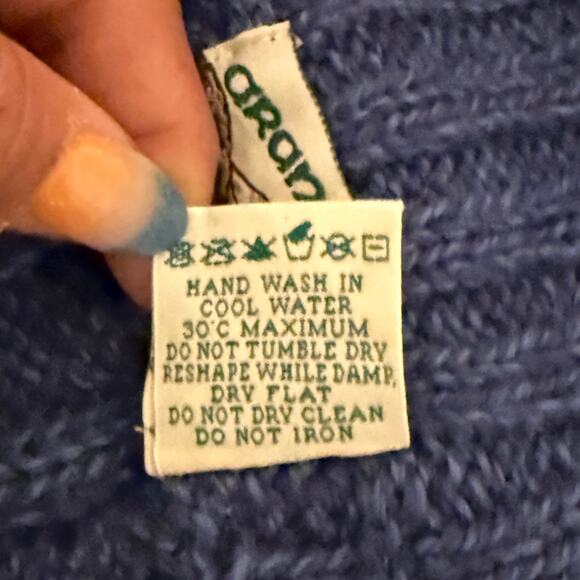 aran
HAND WASH IN
COOL WATER
30°C MAXIMUM
DO NOT TUMBLE DRY
RESHAPE WHILE DAMP,
DRY FLAT
DO NOT DRY CLEAN
DO NOT IRON